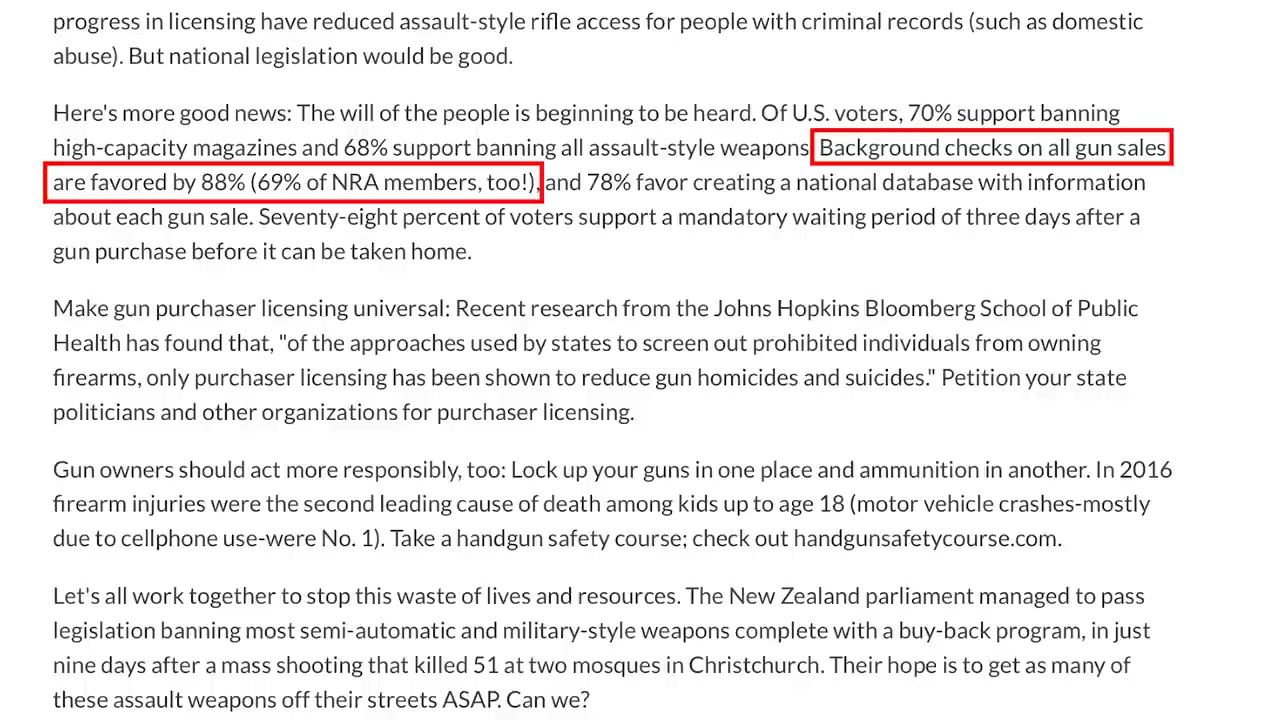 progress in licensing have reduced assault-style rifle access for people with criminal records (such as domestic
abuse). But national legislation would be good.
Here's more good news: The will of the people is beginning to be heard. Of U.S. voters, 70% support banning
high-capacity magazines and 68% support banning all assault-style weapons. Background checks on all gun sales
are favored by 88% (69% of NRA members, too!), and 78% favor creating a national database with information
about each gun sale. Seventy-eight percent of voters support a mandatory waiting period of three days after a
gun purchase before it can be taken home.
Make gun purchaser licensing universal: Recent research from the Johns Hopkins Bloomberg School of Public
Health has found that, "of the approaches used by states to screen out prohibited individuals from owning
firearms, only purchaser licensing has been shown to reduce gun homicides and suicides." Petition your state
politicians and other organizations for purchaser licensing.
Gun owners should act more responsibly, too: Lock up your guns in one place and ammunition in another. In 2016
firearm injuries were the second leading cause of death among kids up to age 18 (motor vehicle crashes-mostly
due to cellphone use-were No. 1). Take a handgun safety course; check out handgunsafetycourse.com.
Let's all work together to stop this waste of lives and resources. The New Zealand parliament managed to pass
legislation banning most semi-automatic and military-style weapons complete with a buy-back program, in just
nine days after a mass shooting that killed 51 at two mosques in Christchurch. Their hope is to get as many of
these assault weapons off their streets ASAP. Can we?